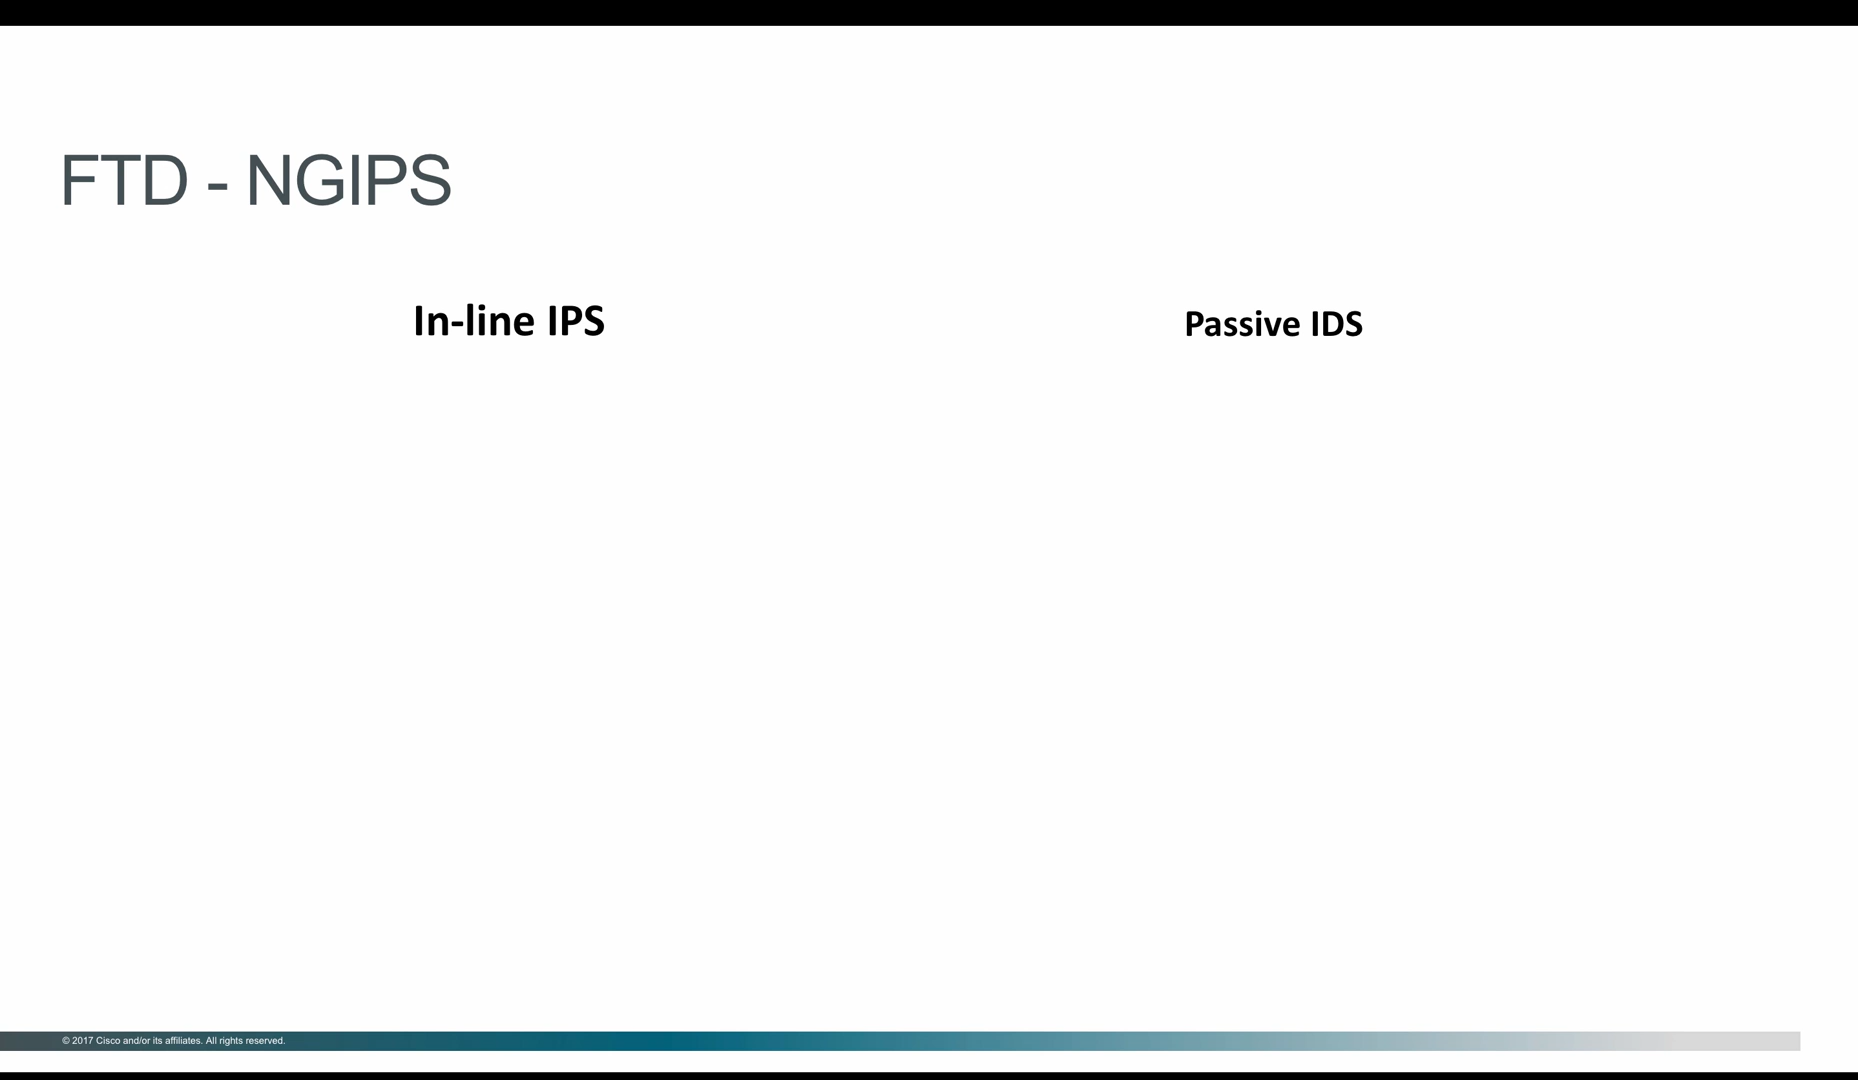 FTD - NGIPS
In-line IPS
Passive IDS
© 2017 Cisco and/or its affiliates. All rights reserved.